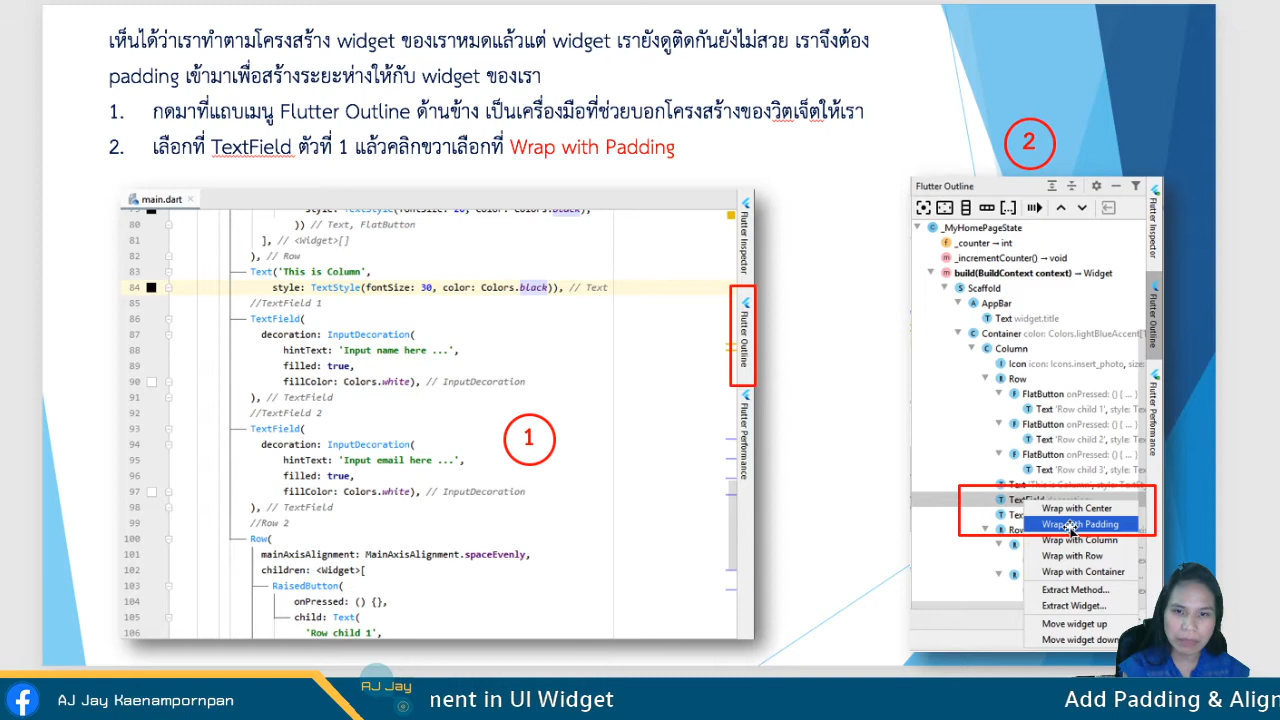 เห็นได้ว่าเราทำตามโครงสร้าง widget ของเราหมดแล้วแต่ widget เรายังดูติดกันยังไม่สวย เราจึงต้อง
padding เข้ามาเพื่อสร้างระยะห่างให้กับ widget ของเรา
1. กดมาที่แถบเมนู Flutter Outline ด้านข้าง เป็นเครื่องมือที่ช่วยบอกโครงสร้างของวิตเจ็ตให้เรา
2. เลือกที่ TextField ตัวที่ 1 แล้วคลิกขวาเลือกที่ Wrap with Padding
main.dart
80 )) // Text, FlatButton
81 ], // <Widget>[]
82 ), // Row
83 Text('This is Column',
84 style: TextStyle(fontSize: 30, color: Colors.black)), // Text
85 //TextField 1
86 TextField(
87 decoration: InputDecoration(
88 hintText: 'Input name here ...',
89 filled: true,
90 fillColor: Colors.white), // InputDecoration
91 ), // TextField
92 //TextField 2
93 TextField(
94 decoration: InputDecoration(
95 hintText: 'Input email here ...',
96 filled: true,
97 fillColor: Colors.white), // InputDecoration
98 ), // TextField
99 //Row 2
100 Row(
101 mainAxisAlignment: MainAxisAlignment.spaceEvenly,
102 children: <Widget>[
103 RaisedButton(
104 onPressed: () {},
105 child: Text(
106 'Row child 1',
Flutter Inspector
Flutter Outline
Flutter Performance
1
2
Flutter Outline
_MyHomePageState
_counter → int
_incrementCounter() → void
build(BuildContext context) → Widget
Scaffold
AppBar
Text widget.title
Container color: Colors.lightBlueAccent[
Column
Icon icon: Icons.insert_photo, size:
Row
FlatButton onPressed: () { ... }
Text 'Row child 1', style: Te
FlatButton onPressed: () { ... }
Text 'Row child 2', style: Te
FlatButton onPressed: () { ... }
Text 'Row child 3', style: Te
Text 'This is Column', style: Te
Wrap with Center
Wrap with Padding
Wrap with Column
Wrap with Row
Wrap with Container
Extract Method...
Extract Widget...
Move widget up
Move widget down
Flutter Inspector
Flutter Outline
Flutter Performance
AJ Jay Kaenampornpan
AJ Jay
nent in UI Widget
Add Padding & Align